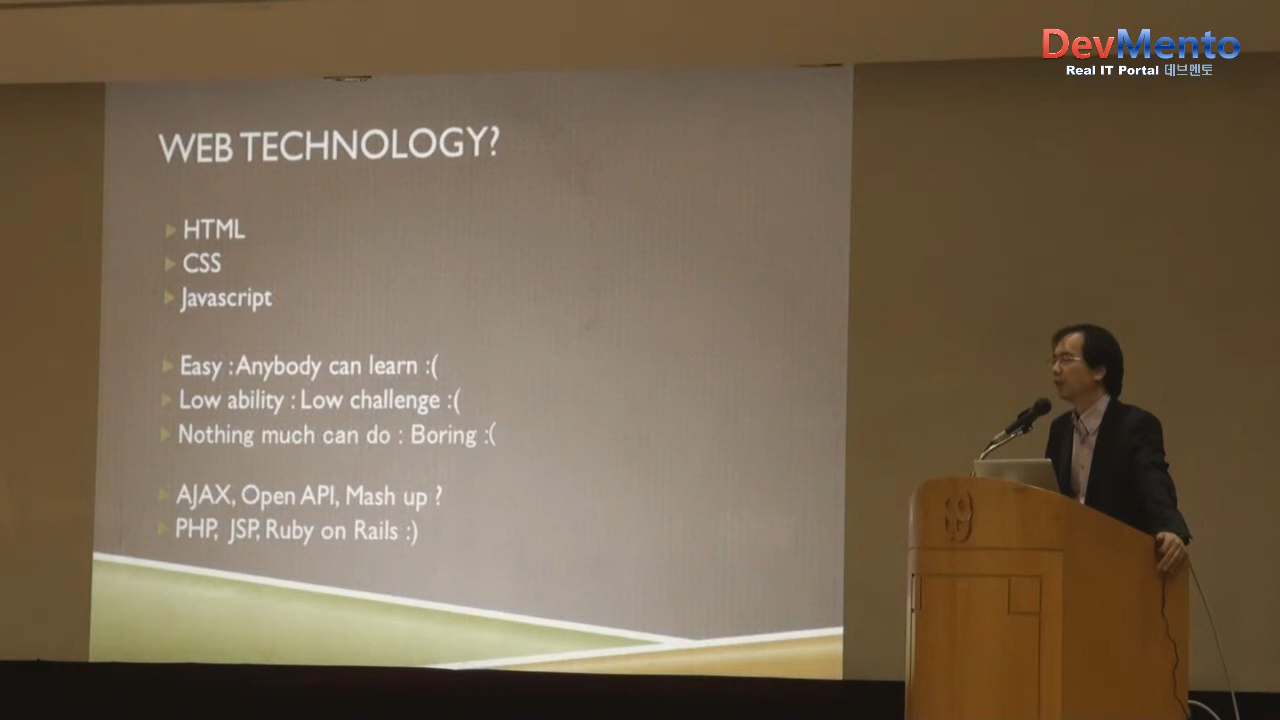 DevMento
Real IT Portal 데브멘토
WEB TECHNOLOGY?
HTML
CSS
Javascript
Easy : Anybody can learn :(
Low ability : Low challenge :(
Nothing much can do : Boring :(
AJAX, Open API, Mash up ?
PHP, JSP, Ruby on Rails :)